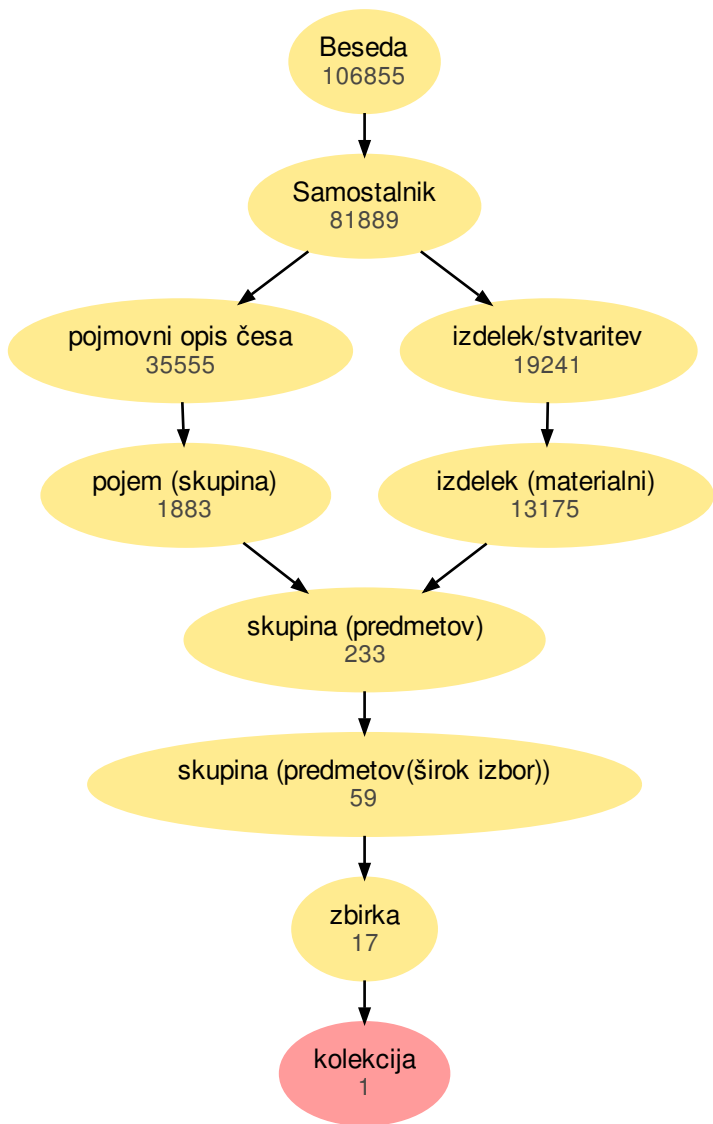 Beseda
106855
Samostalnik
81889
pojmovni opis česa
35555
izdelek/stvaritev
19241
pojem (skupina)
1883
izdelek (materialni)
13175
skupina (predmetov)
233
skupina (predmetov(širok izbor))
59
zbirka
17
kolekcija
1